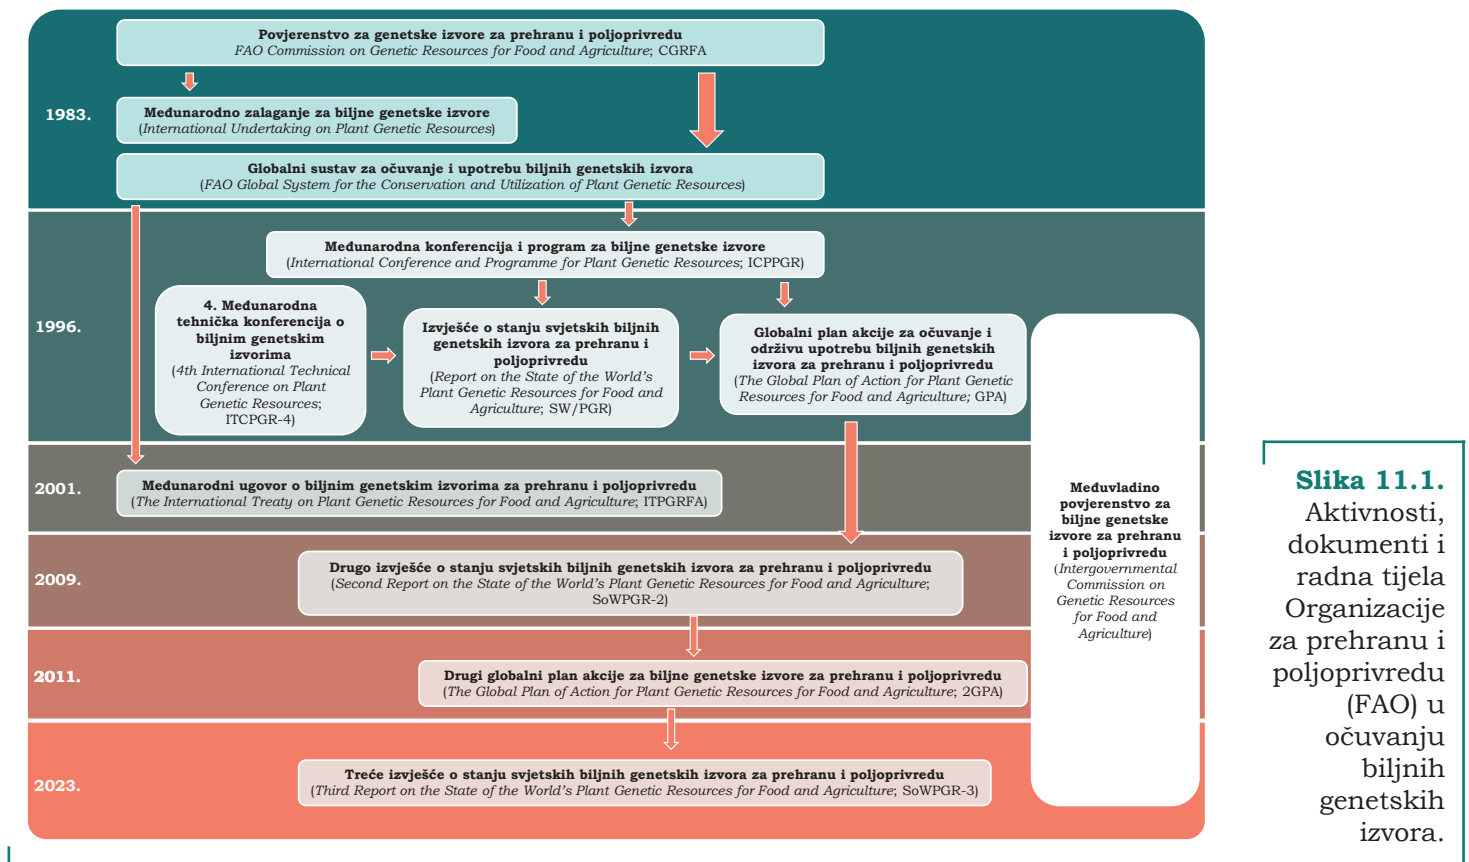 Povjerenstvo za genetske izvore za prehranu i poljoprivredu
FAO Commission on Genetic Resources for Food and Agriculture; CGRFA
1983.
Međunarodno zalaganje za biljne genetske izvore
(International Undertaking on Plant Genetic Resources)
Globalni sustav za očuvanje i upotrebu biljnih genetskih izvora
(FAO Global System for the Conservation and Utilization of Plant Genetic Resources)
Međunarodna konferencija i program za biljne genetske izvore
(International Conference and Programme for Plant Genetic Resources; ICPPGR)
1996.
4. Međunarodna
tehnička konferencija o
biljnim genetskim
izvorima
(4th International Technical
Conference on Plant
Genetic Resources;
ITCPGR-4)
Izvješće o stanju svjetskih biljnih
genetskih izvora za prehranu i
poljoprivredu
(Report on the State of the World's
Plant Genetic Resources for Food and
Agriculture; SW/PGR)
Globalni plan akcije za očuvanje i
održivu upotrebu biljnih genetskih
izvora za prehranu i poljoprivredu
(The Global Plan of Action for Plant Genetic
Resources for Food and Agriculture; GPA)
2001.
Međunarodni ugovor o biljnim genetskim izvorima za prehranu i poljoprivredu
(The International Treaty on Plant Genetic Resources for Food and Agriculture; ITPGRFA)
2009.
Drugo izvješće o stanju svjetskih biljnih genetskih izvora za prehranu i poljoprivredu
(Second Report on the State of the World's Plant Genetic Resources for Food and Agriculture;
SoWPGR-2)
2011.
Drugi globalni plan akcije za biljne genetske izvore za prehranu i poljoprivredu
(The Global Plan of Action for Plant Genetic Resources for Food and Agriculture; 2GPA)
2023.
Treće izvješće o stanju svjetskih biljnih genetskih izvora za prehranu i poljoprivredu
(Third Report on the State of the World's Plant Genetic Resources for Food and Agriculture; SoWPGR-3)
Međuvladino
povjerenstvo za
biljne genetske
izvore za prehranu
i poljoprivredu
(Intergovernmental
Commission on
Genetic Resources
for Food and
Agriculture)
Slika 11.1.
Aktivnosti,
dokumenti i
radna tijela
Organizacije
za prehranu i
poljoprivredu
(FAO) u
očuvanju
biljnih
genetskih
izvora.